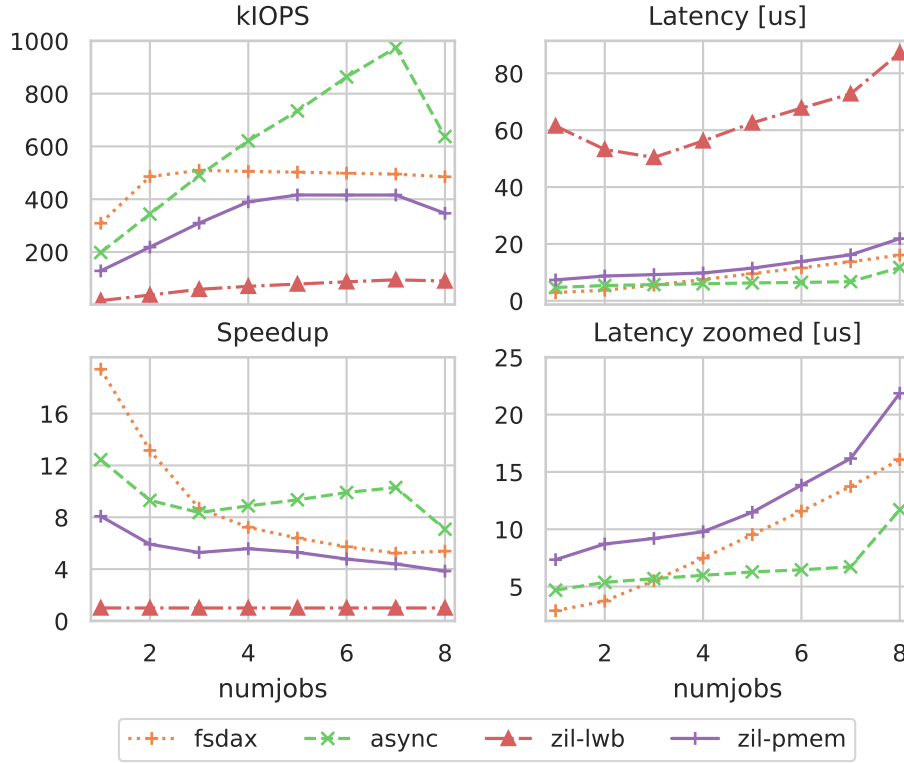 kIOPS
1000
800
600
400
200
Latency [us]
80
60
40
20
0
Speedup
16
12
8
4
0
2 4 6 8
numjobs
Latency zoomed [us]
25
20
15
10
5
2 4 6 8
numjobs
fsdax async zil-lwb zil-pmem